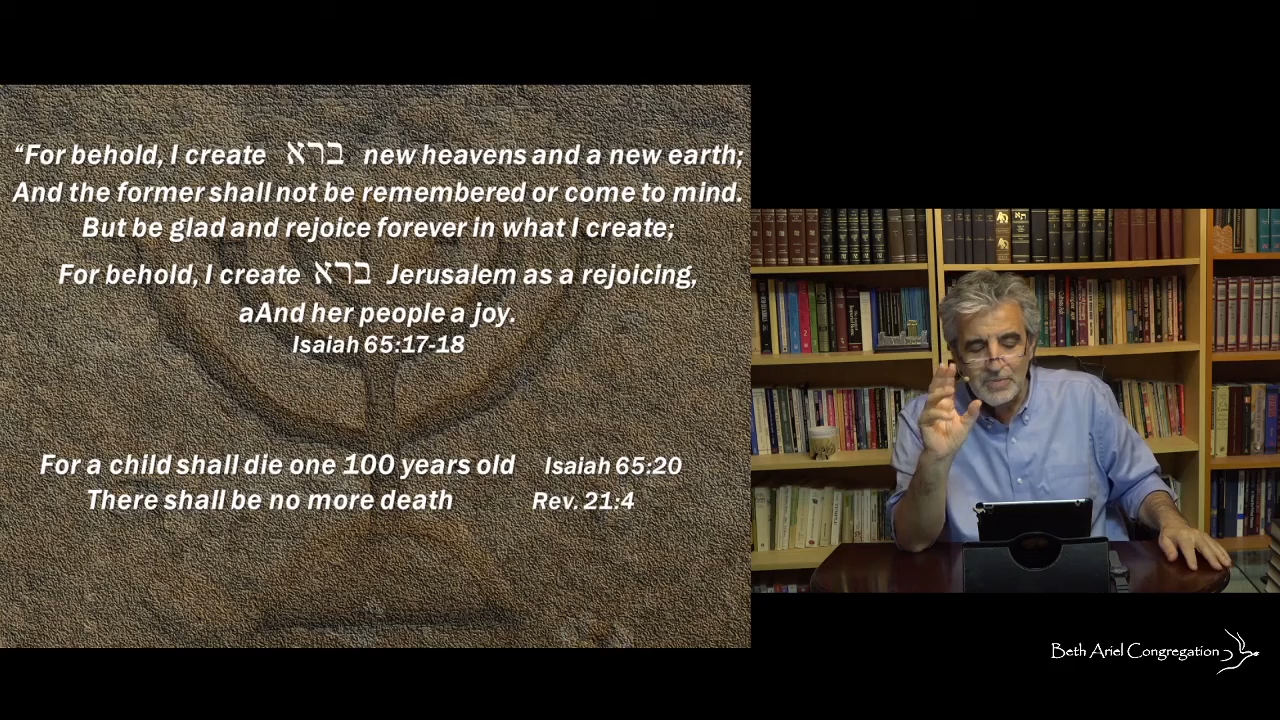 “For behold, I create ברא new heavens and a new earth;
And the former shall not be remembered or come to mind.
But be glad and rejoice forever in what I create;
For behold, I create ברא Jerusalem as a rejoicing,
aAnd her people a joy.
Isaiah 65:17-18
For a child shall die one 100 years old Isaiah 65:20
There shall be no more death Rev. 21:4
Beth Ariel Congregation